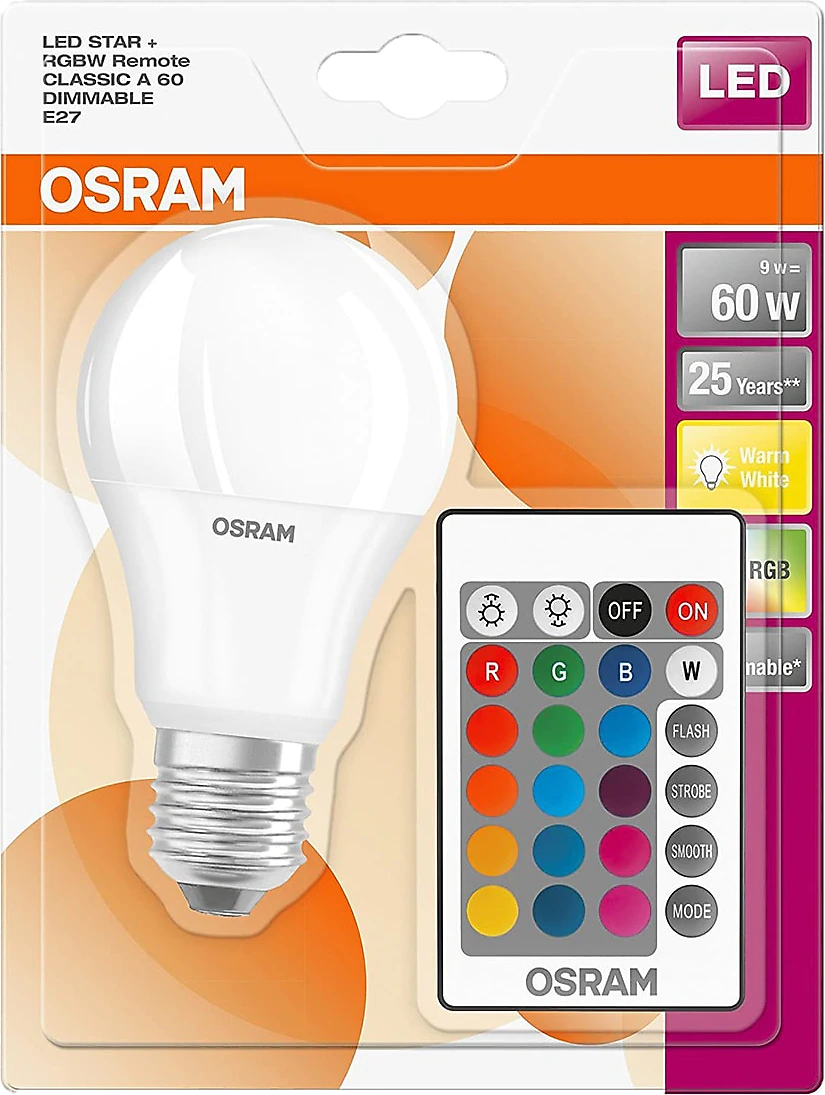 LED STAR +
RGBW Remote
CLASSIC A 60
DIMMABLE
E27
LED
OSRAM
9 W =
60 W
25 Years**
Warm
White
RGB
mable*
OSRAM
OFF
ON
R
G
B
W
FLASH
STROBE
SMOOTH
MODE
OSRAM